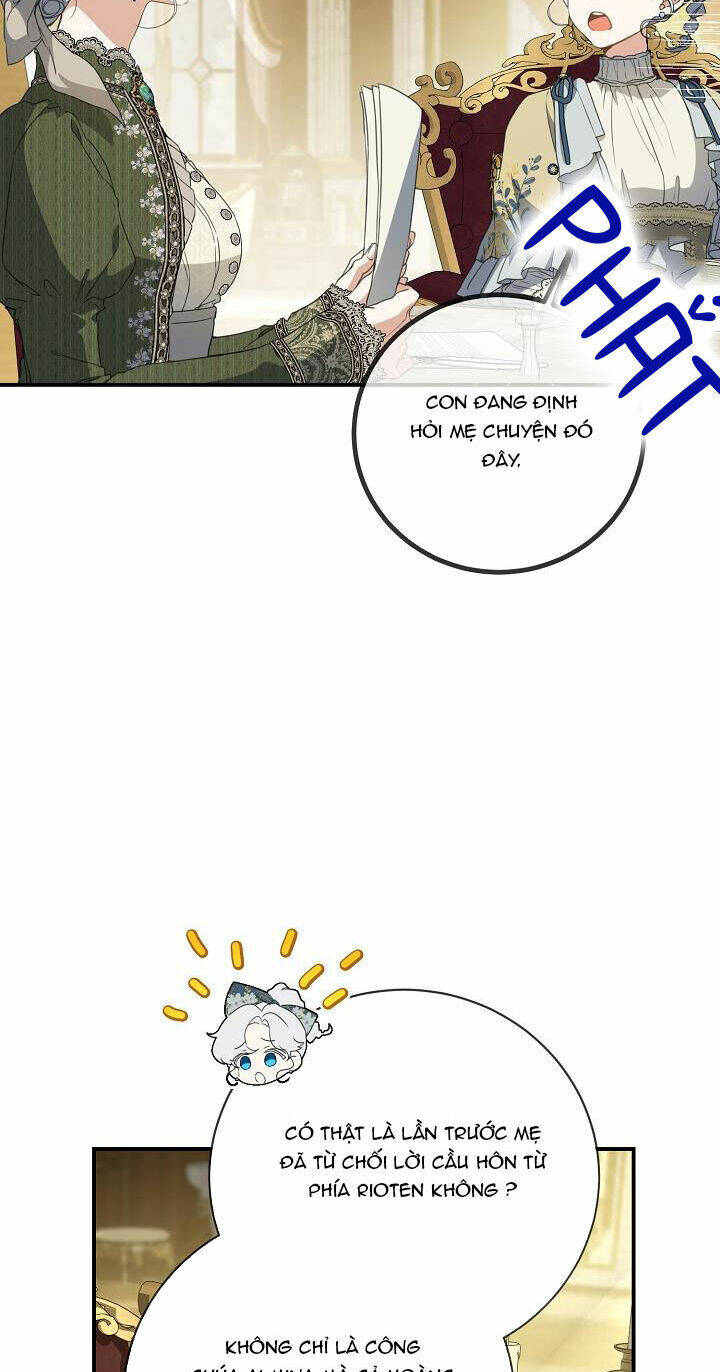 PHẮT
CON ĐANG ĐỊNH
HỎI MẸ CHUYỆN ĐÓ
ĐÂY.
CÓ THẬT LÀ LẦN TRƯỚC MẸ
ĐÃ TỪ CHỐI LỜI CẦU HÔN TỪ
PHÍA RIOTEN KHÔNG ?
KHÔNG CHỈ LÀ CÔNG